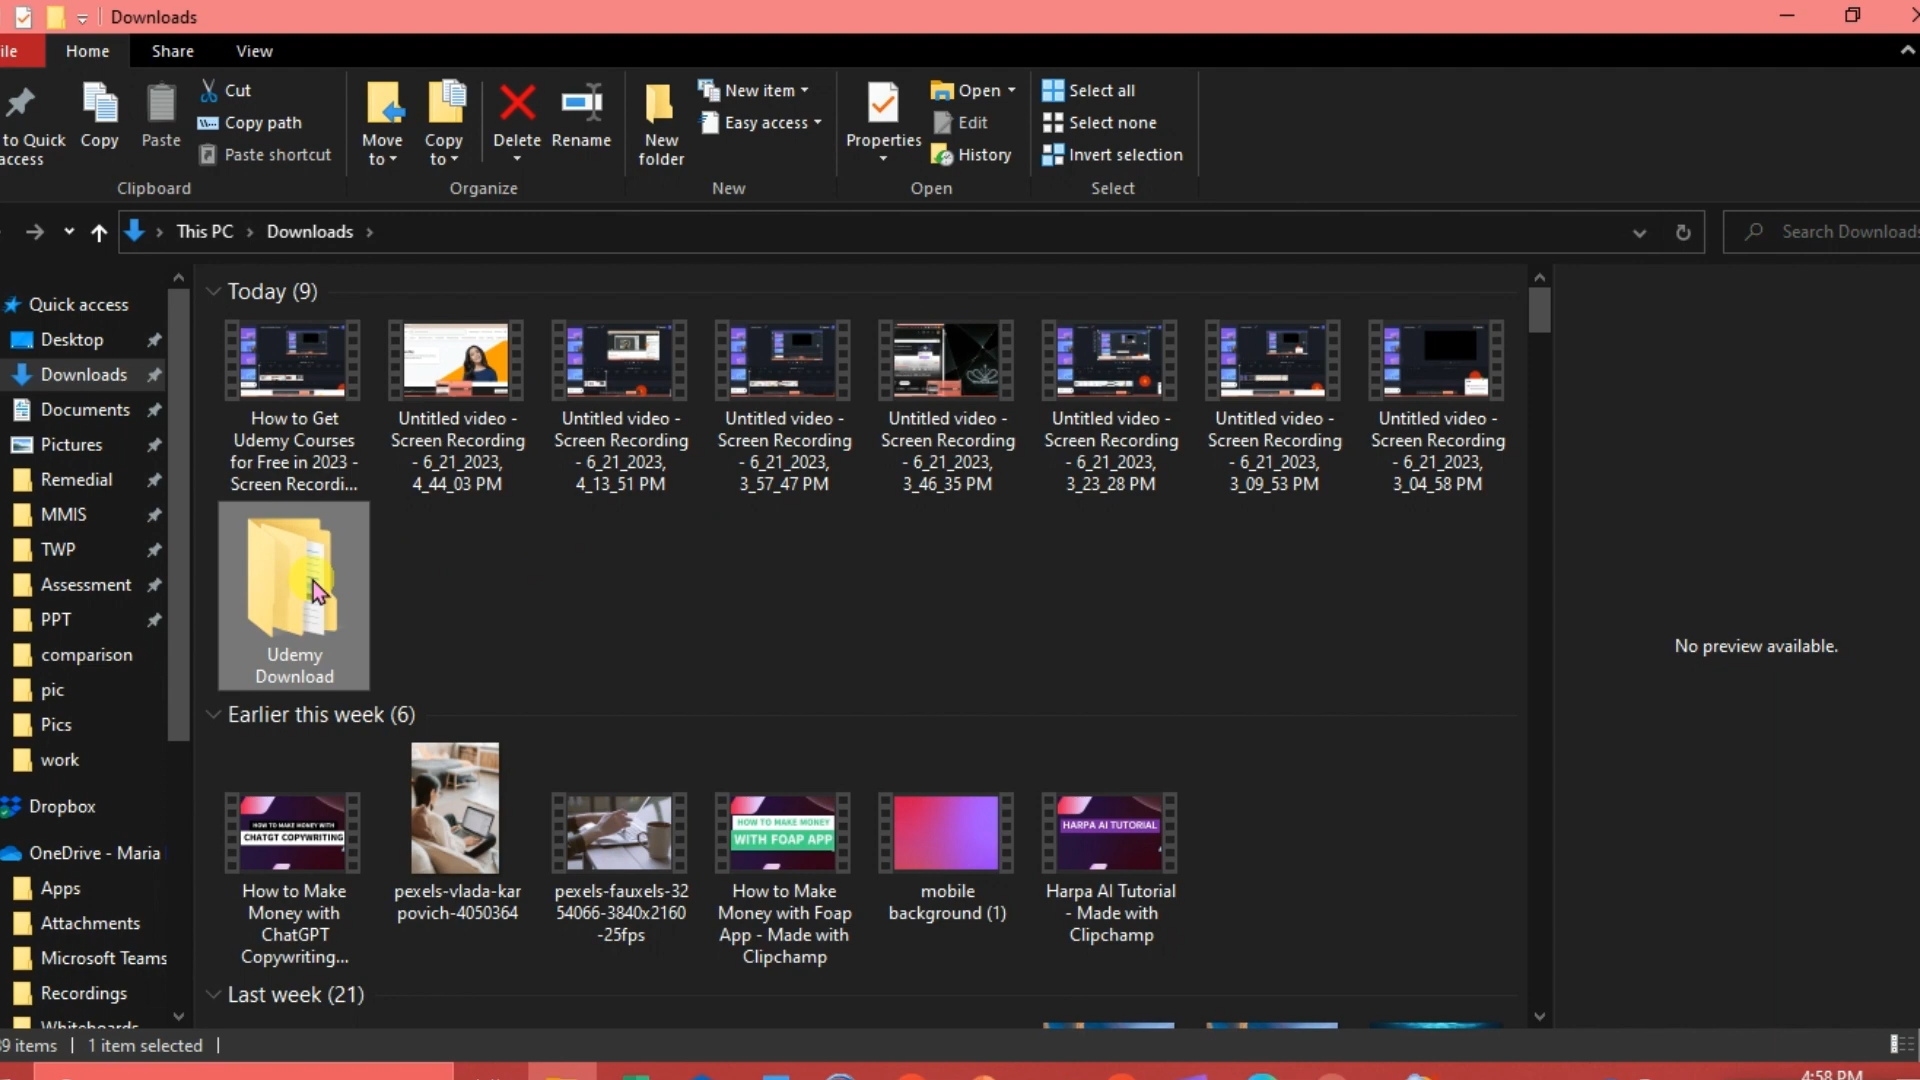 Downloads
ile
Home
Share
View
to Quick
access
Copy
Paste
Cut
Copy path
Paste shortcut
Clipboard
Move
to
Copy
to
Delete
Rename
Organize
New
folder
New item
Easy access
New
Properties
Open
Edit
History
Open
Select all
Select none
Invert selection
Select
This PC
Downloads
Search Downloads
Quick access
Desktop
Downloads
Documents
Pictures
Remedial
MMIS
TWP
Assessment
PPT
comparison
pic
Pics
work
Dropbox
OneDrive - Maria
Apps
Attachments
Microsoft Teams
Recordings
Whiteboards
Today (9)
How to Get
Udemy Courses
for Free in 2023 -
Screen Recordi...
Untitled video -
Screen Recording
- 6_21_2023,
4_44_03 PM
Untitled video -
Screen Recording
- 6_21_2023,
4_13_51 PM
Untitled video -
Screen Recording
- 6_21_2023,
3_57_47 PM
Untitled video -
Screen Recording
- 6_21_2023,
3_46_35 PM
Untitled video -
Screen Recording
- 6_21_2023,
3_23_28 PM
Untitled video -
Screen Recording
- 6_21_2023,
3_09_53 PM
Untitled video -
Screen Recording
- 6_21_2023,
3_04_58 PM
Udemy
Download
Earlier this week (6)
HOW TO MAKE MONEY WITH
CHATGT COPYWRITING
How to Make
Money with
ChatGPT
Copywriting...
pexels-vlada-kar
povich-4050364
pexels-fauxels-32
54066-3840x2160
-25fps
HOW TO MAKE MONEY
WITH FOAP APP
How to Make
Money with Foap
App - Made with
Clipchamp
mobile
background (1)
HARPA AI TUTORIAL
Harpa AI Tutorial
- Made with
Clipchamp
Last week (21)
No preview available.
9 items
1 item selected
4:58 PM